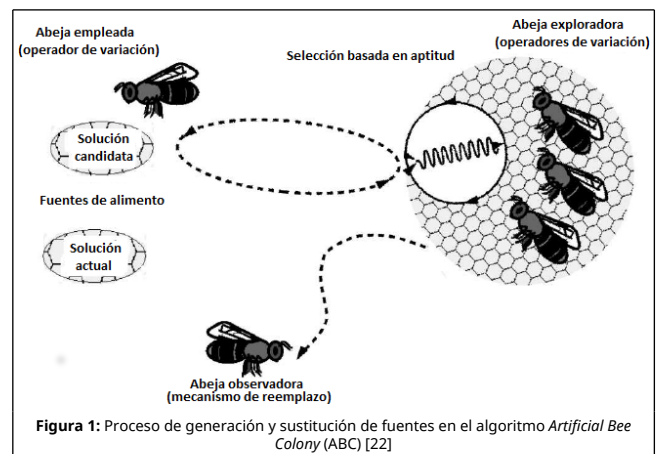 Abeja empleada
(operador de variación)
Selección basada en aptitud
Abeja exploradora
(operadores de variación)
Solución
candidata
Fuentes de alimento
Solución
actual
Abeja observadora
(mecanismo de reemplazo)
Figura 1: Proceso de generación y sustitución de fuentes en el algoritmo Artificial Bee
Colony (ABC) [22]